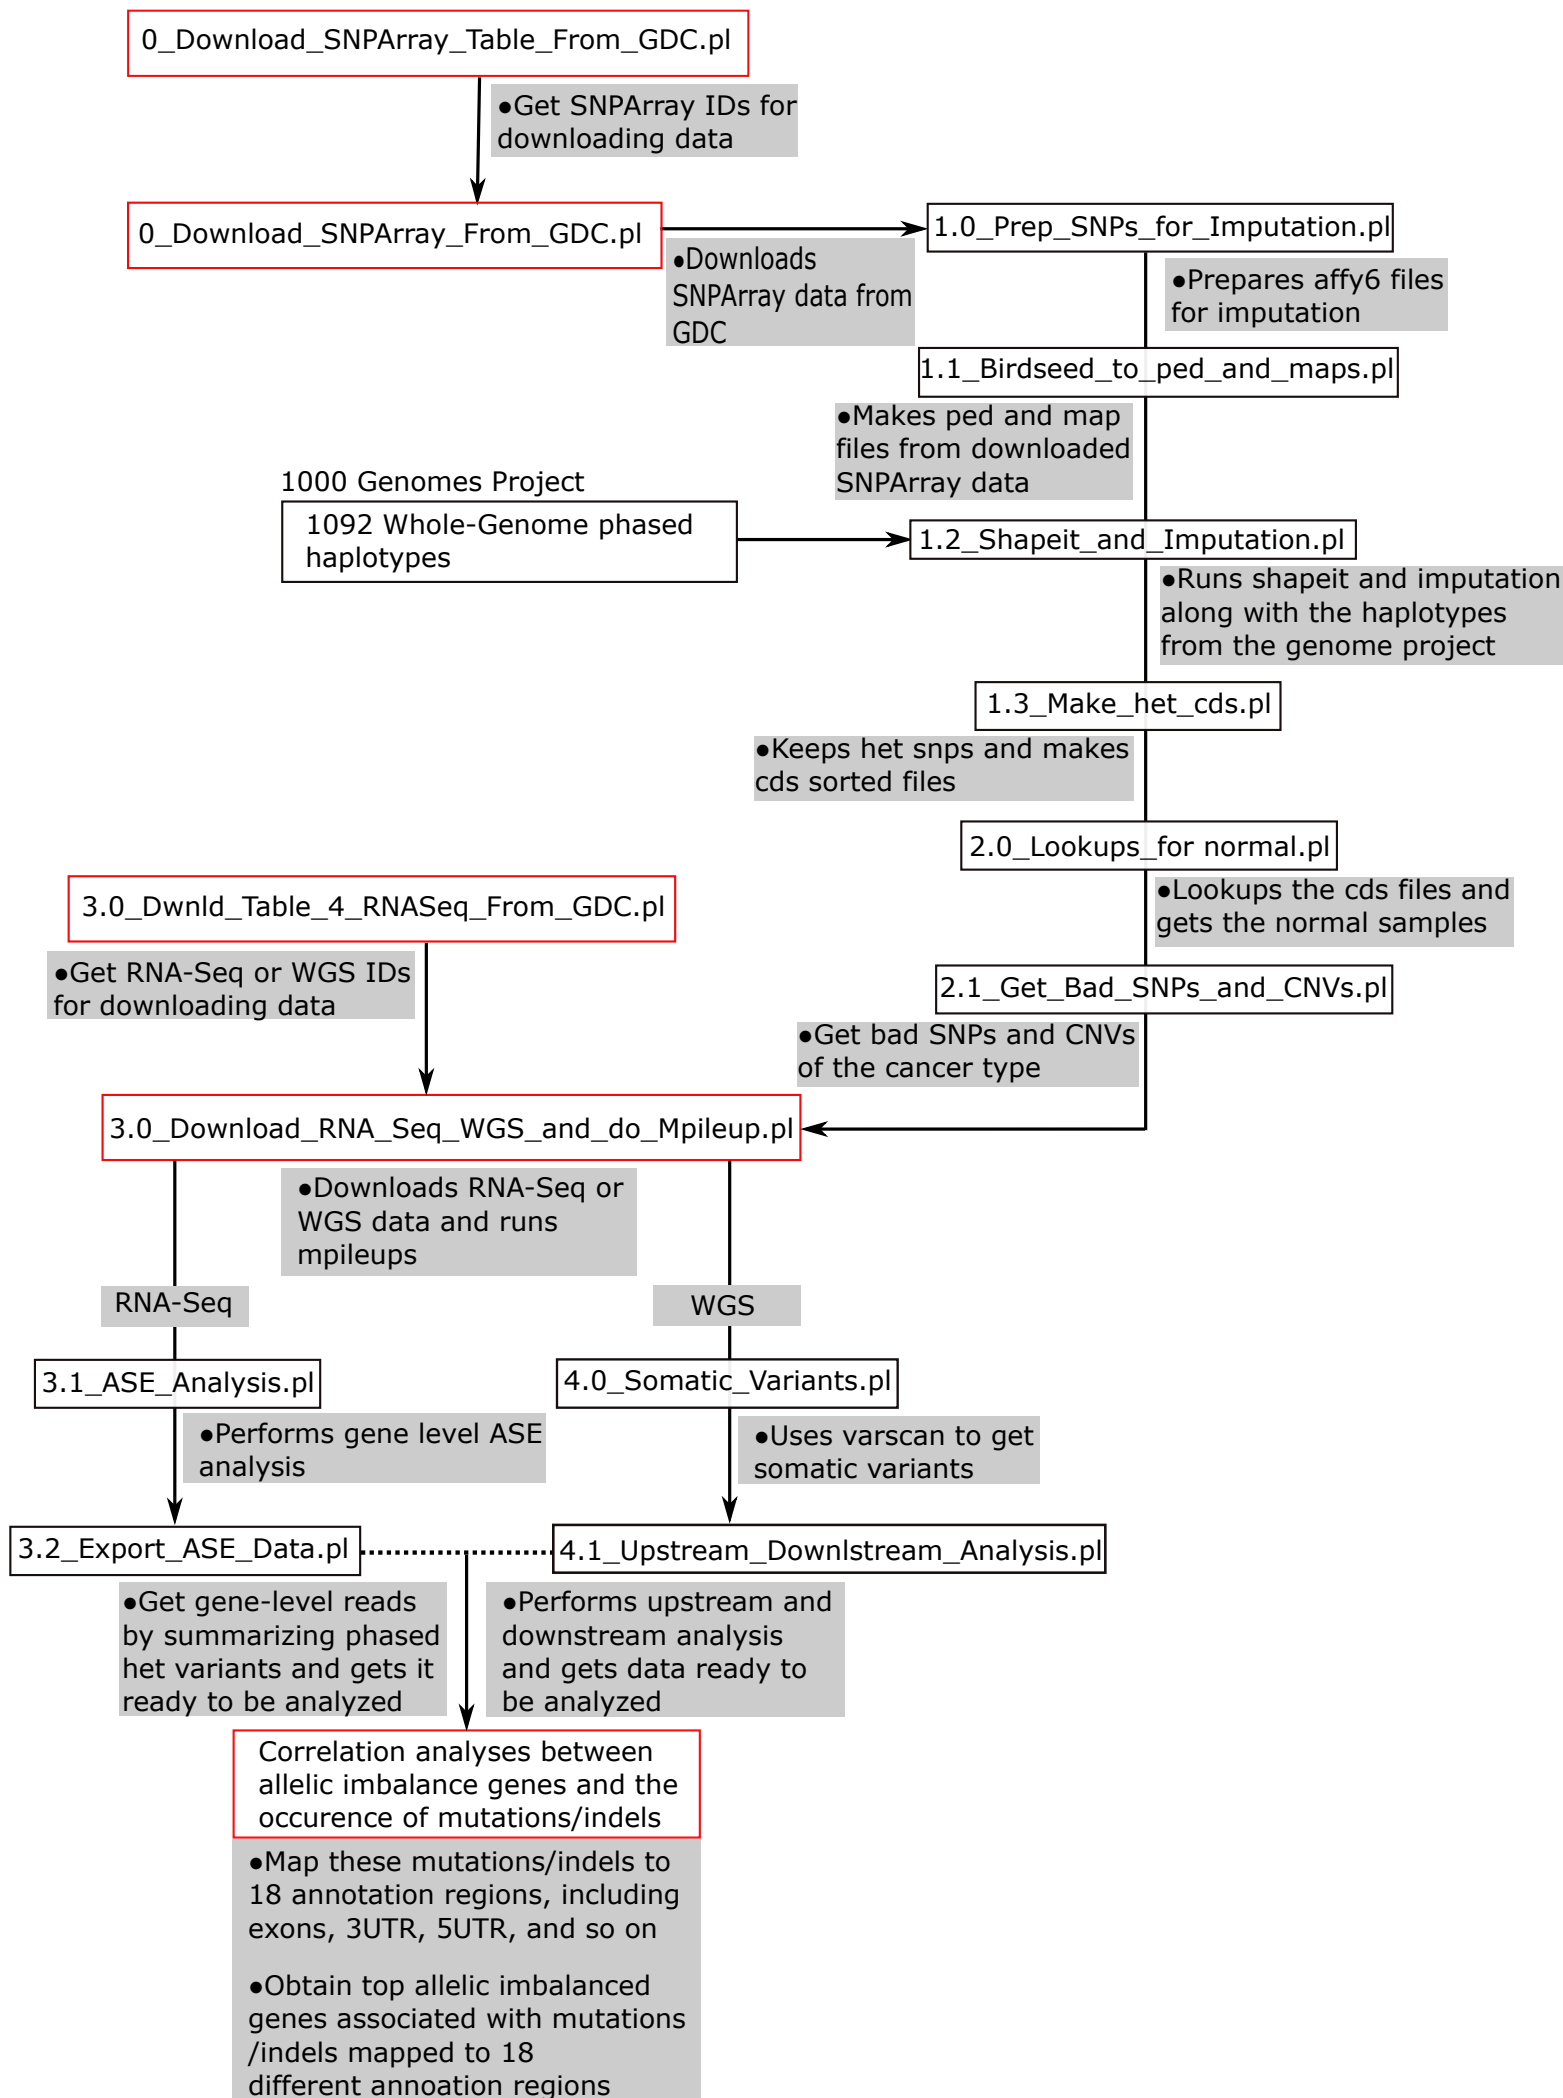 0_Download_SNPArray_Table_From_GDC.pl
●Get SNPArray IDs for
downloading data
0_Download_SNPArray_From_GDC.pl
●Downloads
SNPArray data from
GDC
1.0_Prep_SNPs_for_Imputation.pl
●Prepares affy6 files
for imputation
1.1_Birdseed_to_ped_and_maps.pl
●Makes ped and map
files from downloaded
SNPArray data
1000 Genomes Project
1092 Whole-Genome phased
haplotypes
1.2_Shapeit_and_Imputation.pl
●Runs shapeit and imputation
along with the haplotypes
from the genome project
1.3_Make_het_cds.pl
●Keeps het snps and makes
cds sorted files
2.0_Lookups_for normal.pl
●Lookups the cds files and
gets the normal samples
2.1_Get_Bad_SNPs_and_CNVs.pl
●Get bad SNPs and CNVs
of the cancer type
3.0_Dwnld_Table_4_RNASeq_From_GDC.pl
●Get RNA-Seq or WGS IDs
for downloading data
3.0_Download_RNA_Seq_WGS_and_do_Mpileup.pl
●Downloads RNA-Seq or
WGS data and runs
mpileups
RNA-Seq
WGS
3.1_ASE_Analysis.pl
●Performs gene level ASE
analysis
4.0_Somatic_Variants.pl
●Uses varscan to get
somatic variants
3.2_Export_ASE_Data.pl
4.1_Upstream_Downlstream_Analysis.pl
●Get gene-level reads
by summarizing phased
het variants and gets it
ready to be analyzed
●Performs upstream and
downstream analysis
and gets data ready to
be analyzed
Correlation analyses between
allelic imbalance genes and the
occurence of mutations/indels
●Map these mutations/indels to
18 annotation regions, including
exons, 3UTR, 5UTR, and so on
●Obtain top allelic imbalanced
genes associated with mutations
/indels mapped to 18
different annoation regions